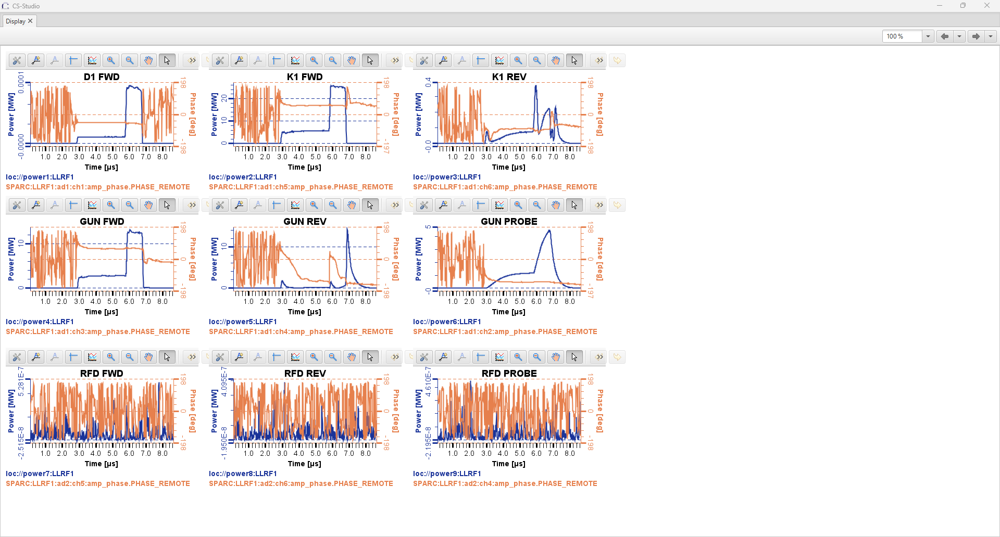 CS-Studio
Display
100 %
D1 FWD
Power [MW]
0.0001
-0.0000
198
0
-198
Phase [deg]
1.0 2.0 3.0 4.0 5.0 6.0 7.0 8.0
Time [µs]
loc://power1:LLRF1
SPARC:LLRF1:ad1:ch1:amp_phase.PHASE_REMOTE
K1 FWD
Power [MW]
20
10
0
198
0
-197
Phase [deg]
1.0 2.0 3.0 4.0 5.0 6.0 7.0 8.0
Time [µs]
loc://power2:LLRF1
SPARC:LLRF1:ad1:ch5:amp_phase.PHASE_REMOTE
K1 REV
Power [MW]
0.4
-0.0
198
0
-198
Phase [deg]
1.0 2.0 3.0 4.0 5.0 6.0 7.0 8.0
Time [µs]
loc://power3:LLRF1
SPARC:LLRF1:ad1:ch6:amp_phase.PHASE_REMOTE
GUN FWD
Power [MW]
10
0
198
0
-198
Phase [deg]
1.0 2.0 3.0 4.0 5.0 6.0 7.0 8.0
Time [µs]
loc://power4:LLRF1
SPARC:LLRF1:ad1:ch3:amp_phase.PHASE_REMOTE
GUN REV
Power [MW]
10
0
198
0
-198
Phase [deg]
1.0 2.0 3.0 4.0 5.0 6.0 7.0 8.0
Time [µs]
loc://power5:LLRF1
SPARC:LLRF1:ad1:ch4:amp_phase.PHASE_REMOTE
GUN PROBE
Power [MW]
5
-0
198
0
-197
Phase [deg]
1.0 2.0 3.0 4.0 5.0 6.0 7.0 8.0
Time [µs]
loc://power6:LLRF1
SPARC:LLRF1:ad1:ch2:amp_phase.PHASE_REMOTE
RFD FWD
Power [MW]
5.281E-7
-2.515E-8
198
0
-198
Phase [deg]
1.0 2.0 3.0 4.0 5.0 6.0 7.0 8.0
Time [µs]
loc://power7:LLRF1
SPARC:LLRF1:ad2:ch5:amp_phase.PHASE_REMOTE
RFD REV
Power [MW]
4.095E-7
-1.950E-8
198
0
-198
Phase [deg]
1.0 2.0 3.0 4.0 5.0 6.0 7.0 8.0
Time [µs]
loc://power8:LLRF1
SPARC:LLRF1:ad2:ch6:amp_phase.PHASE_REMOTE
RFD PROBE
Power [MW]
4.610E-7
-2.195E-8
198
0
-198
Phase [deg]
1.0 2.0 3.0 4.0 5.0 6.0 7.0 8.0
Time [µs]
loc://power9:LLRF1
SPARC:LLRF1:ad2:ch4:amp_phase.PHASE_REMOTE